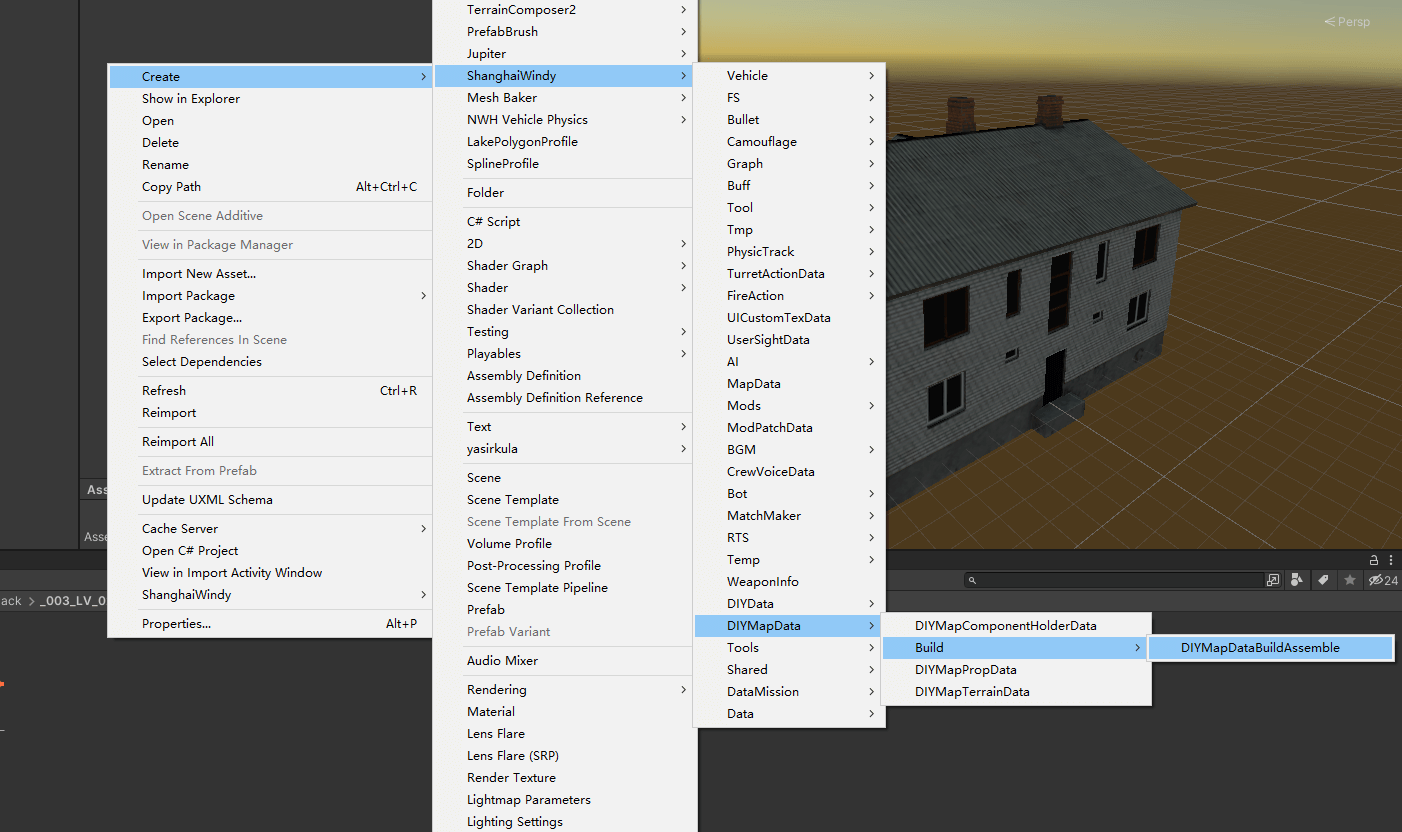 Persp
Create
Show in Explorer
Open
Delete
Rename
Copy Path Alt+Ctrl+C
Open Scene Additive
View in Package Manager
Import New Asset...
Import Package
Export Package...
Find References In Scene
Select Dependencies
Refresh Ctrl+R
Reimport
Reimport All
Extract From Prefab
Update UXML Schema
Cache Server
Open C# Project
View in Import Activity Window
ShanghaiWindy
Properties... Alt+P
TerrainComposer2
PrefabBrush
Jupiter
ShanghaiWindy
Mesh Baker
NWH Vehicle Physics
LakePolygonProfile
SplineProfile
Folder
C# Script
2D
Shader Graph
Shader
Shader Variant Collection
Testing
Playables
Assembly Definition
Assembly Definition Reference
Text
yasirkula
Scene
Scene Template
Scene Template From Scene
Volume Profile
Post-Processing Profile
Scene Template Pipeline
Prefab
Prefab Variant
Audio Mixer
Rendering
Material
Lens Flare
Lens Flare (SRP)
Render Texture
Lightmap Parameters
Lighting Settings
Vehicle
FS
Bullet
Camouflage
Graph
Buff
Tool
Tmp
PhysicTrack
TurretActionData
FireAction
UICustomTexData
UserSightData
AI
MapData
Mods
ModPatchData
BGM
CrewVoiceData
Bot
MatchMaker
RTS
Temp
WeaponInfo
DIYData
DIYMapData
Tools
Shared
DataMission
Data
DIYMapComponentHolderData
Build
DIYMapPropData
DIYMapTerrainData
DIYMapDataBuildAssemble
Ass
Asse
ack > _003_LV_0
24